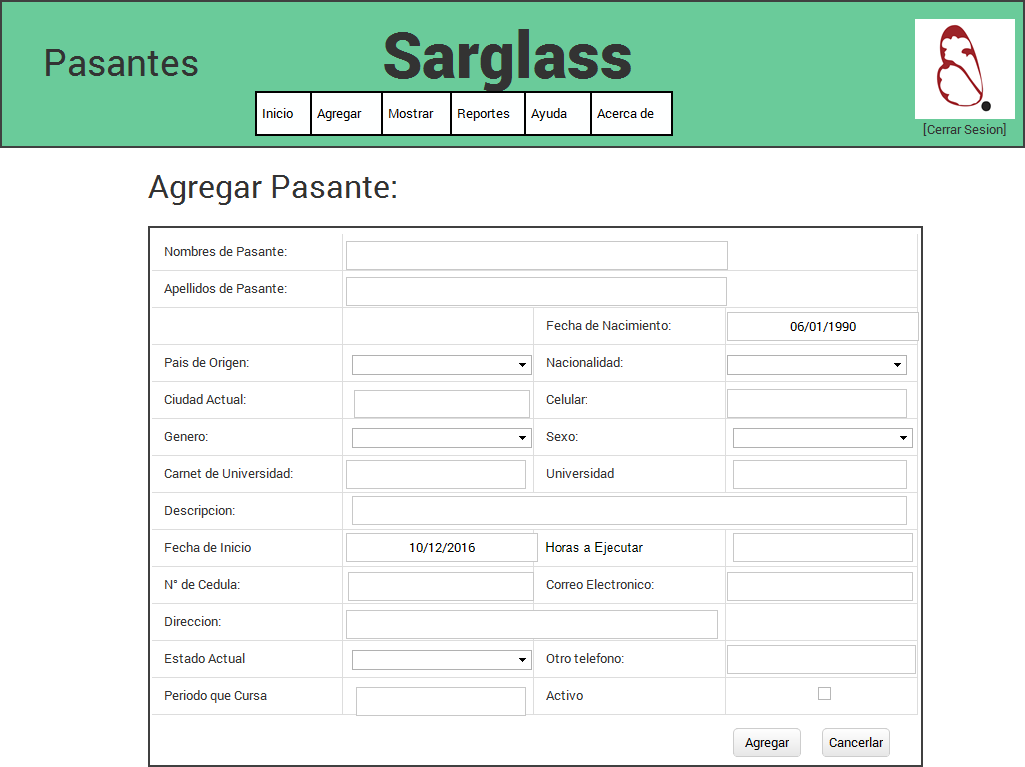 Pasantes
Sarglass
Inicio Agregar Mostrar Reportes Ayuda Acerca de
[Cerrar Sesion]
Agregar Pasante:
Nombres de Pasante:
Apellidos de Pasante:
Fecha de Nacimiento: 06/01/1990
Pais de Origen: Nacionalidad:
Ciudad Actual: Celular:
Genero: Sexo:
Carnet de Universidad: Universidad
Descripcion:
Fecha de Inicio 10/12/2016 Horas a Ejecutar
N° de Cedula: Correo Electronico:
Direccion:
Estado Actual Otro telefono:
Periodo que Cursa Activo
Agregar Cancerlar